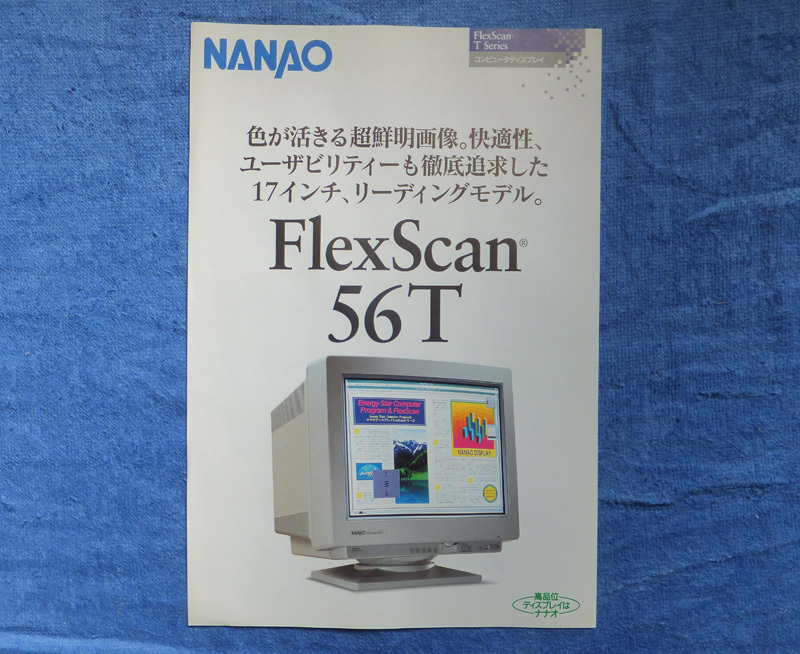 NANAO
FlexScan
T Series
コンピュータディスプレイ
色が活きる超鮮明画像。快適性、
ユーザビリティーも徹底追求した
17インチ、リーディングモデル。
FlexScan®
56T
Energy Star Computer
Program & FlexScan
NANAO DISPLAY
NANAO
高品位
ディスプレイは
ナナオ